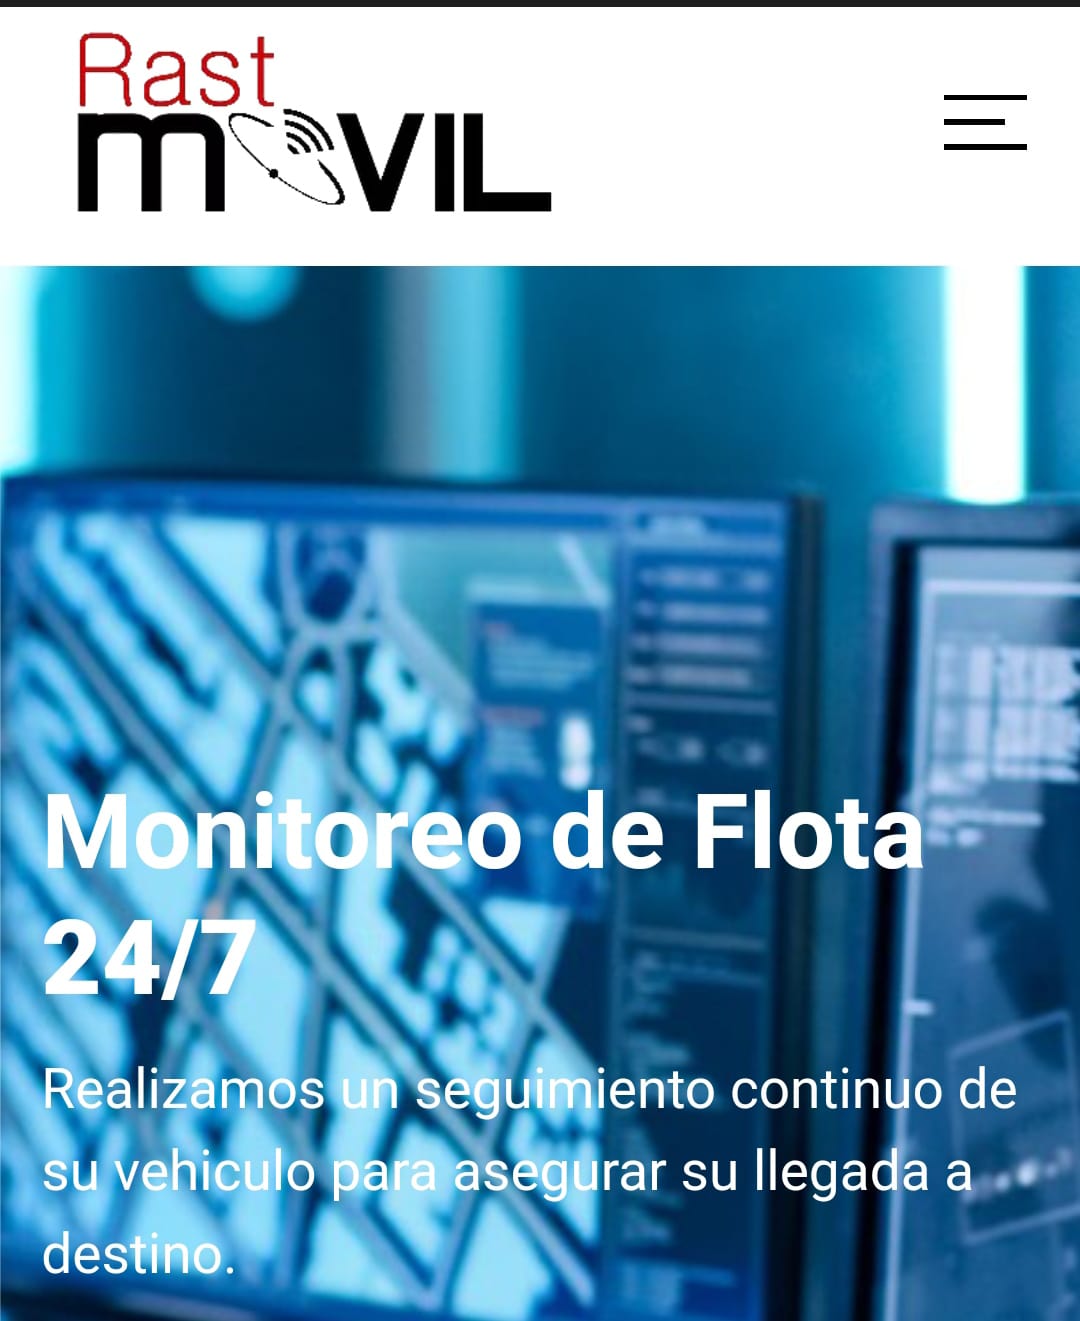 Rast
mOVIL
Monitoreo de Flota
24/7
Realizamos un seguimiento continuo de
su vehiculo para asegurar su llegada a
destino.